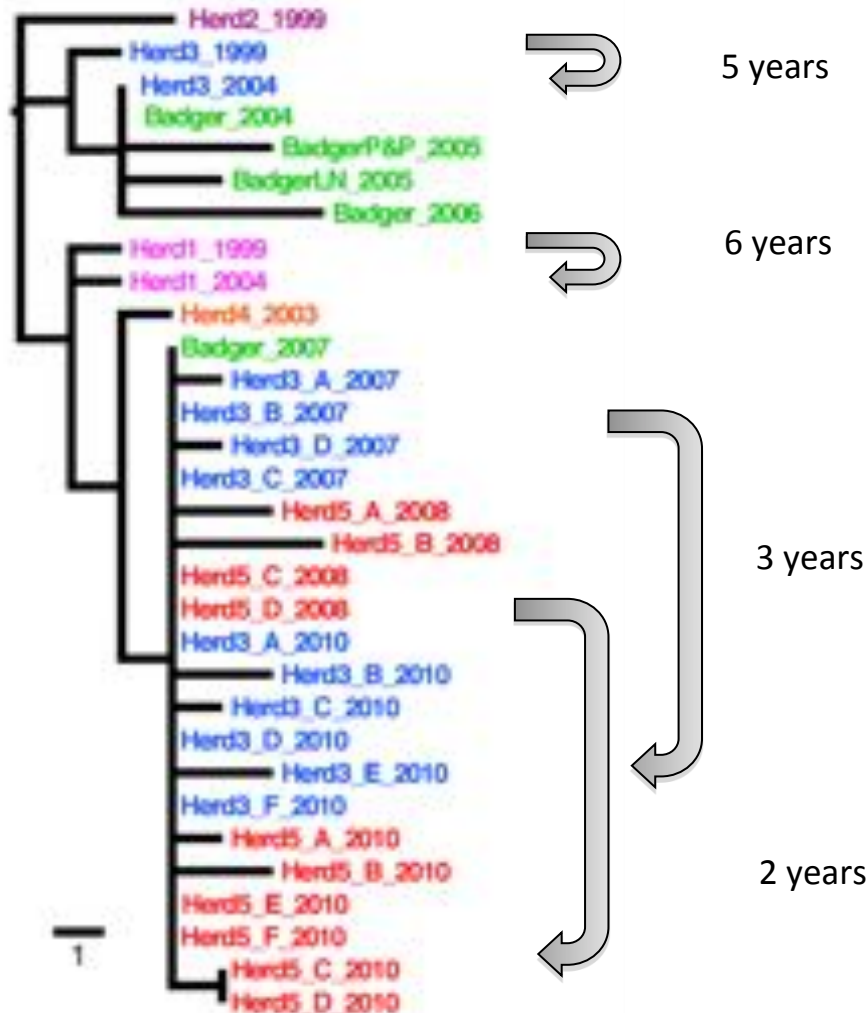 Herd2_1999
Herd3_1999
5 years
Herd3_2004
Badger_2004
BadgerP&P_2005
BadgerLN_2005
Badger_2006
6 years
Herd1_1999
Herd1_2004
Herd4_2003
Badger_2007
Herd3_A_2007
Herd3_B_2007
Herd3_D_2007
Herd3_C_2007
Herd5_A_2008
Herd5_B_2008
3 years
Herd5_C_2008
Herd5_D_2008
Herd3_A_2010
Herd3_B_2010
Herd3_C_2010
Herd3_D_2010
Herd3_E_2010
Herd3_F_2010
Herd5_A_2010
Herd5_B_2010
2 years
Herd5_E_2010
Herd5_F_2010
1
Herd5_C_2010
Herd5_D_2010